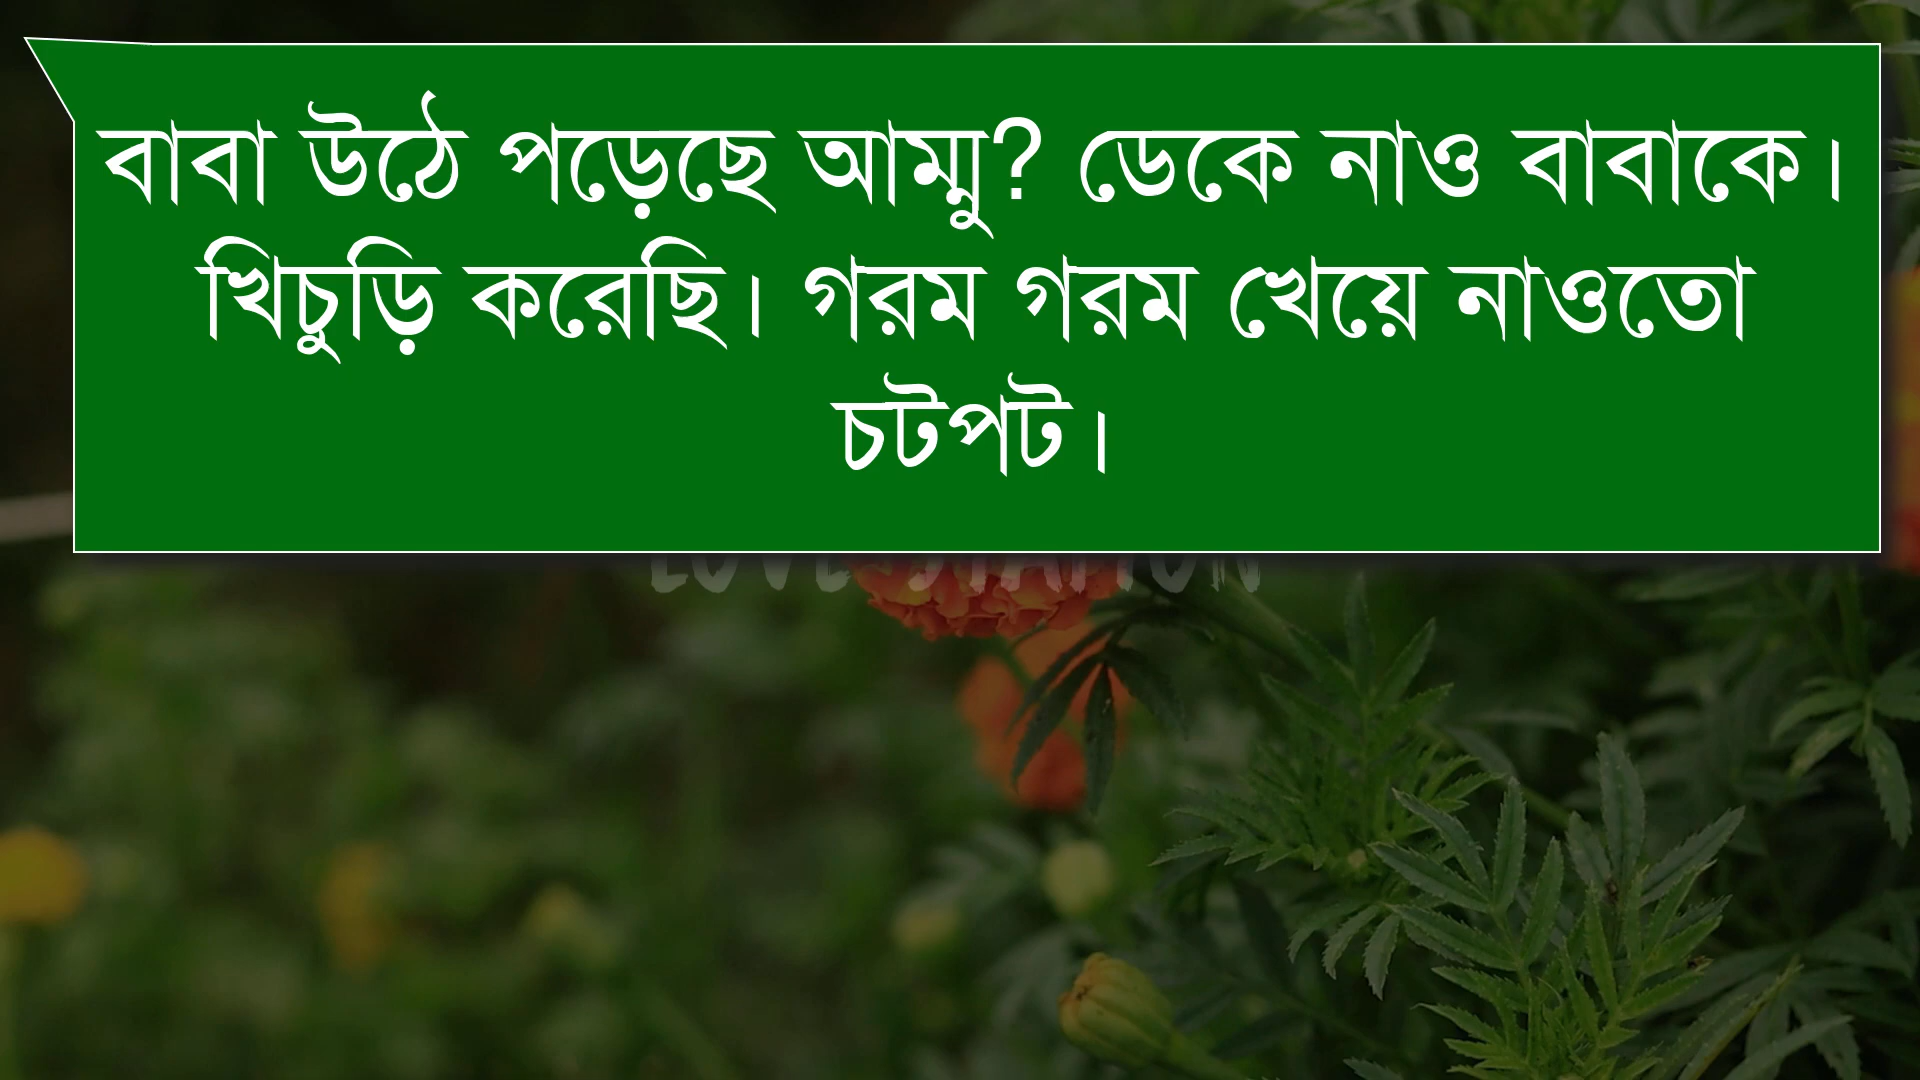 বাবা উঠে পড়েছে আম্মু? ডেকে নাও বাবাকে।
খিচুড়ি করেছি। গরম গরম খেয়ে নাওতো
চটপট।